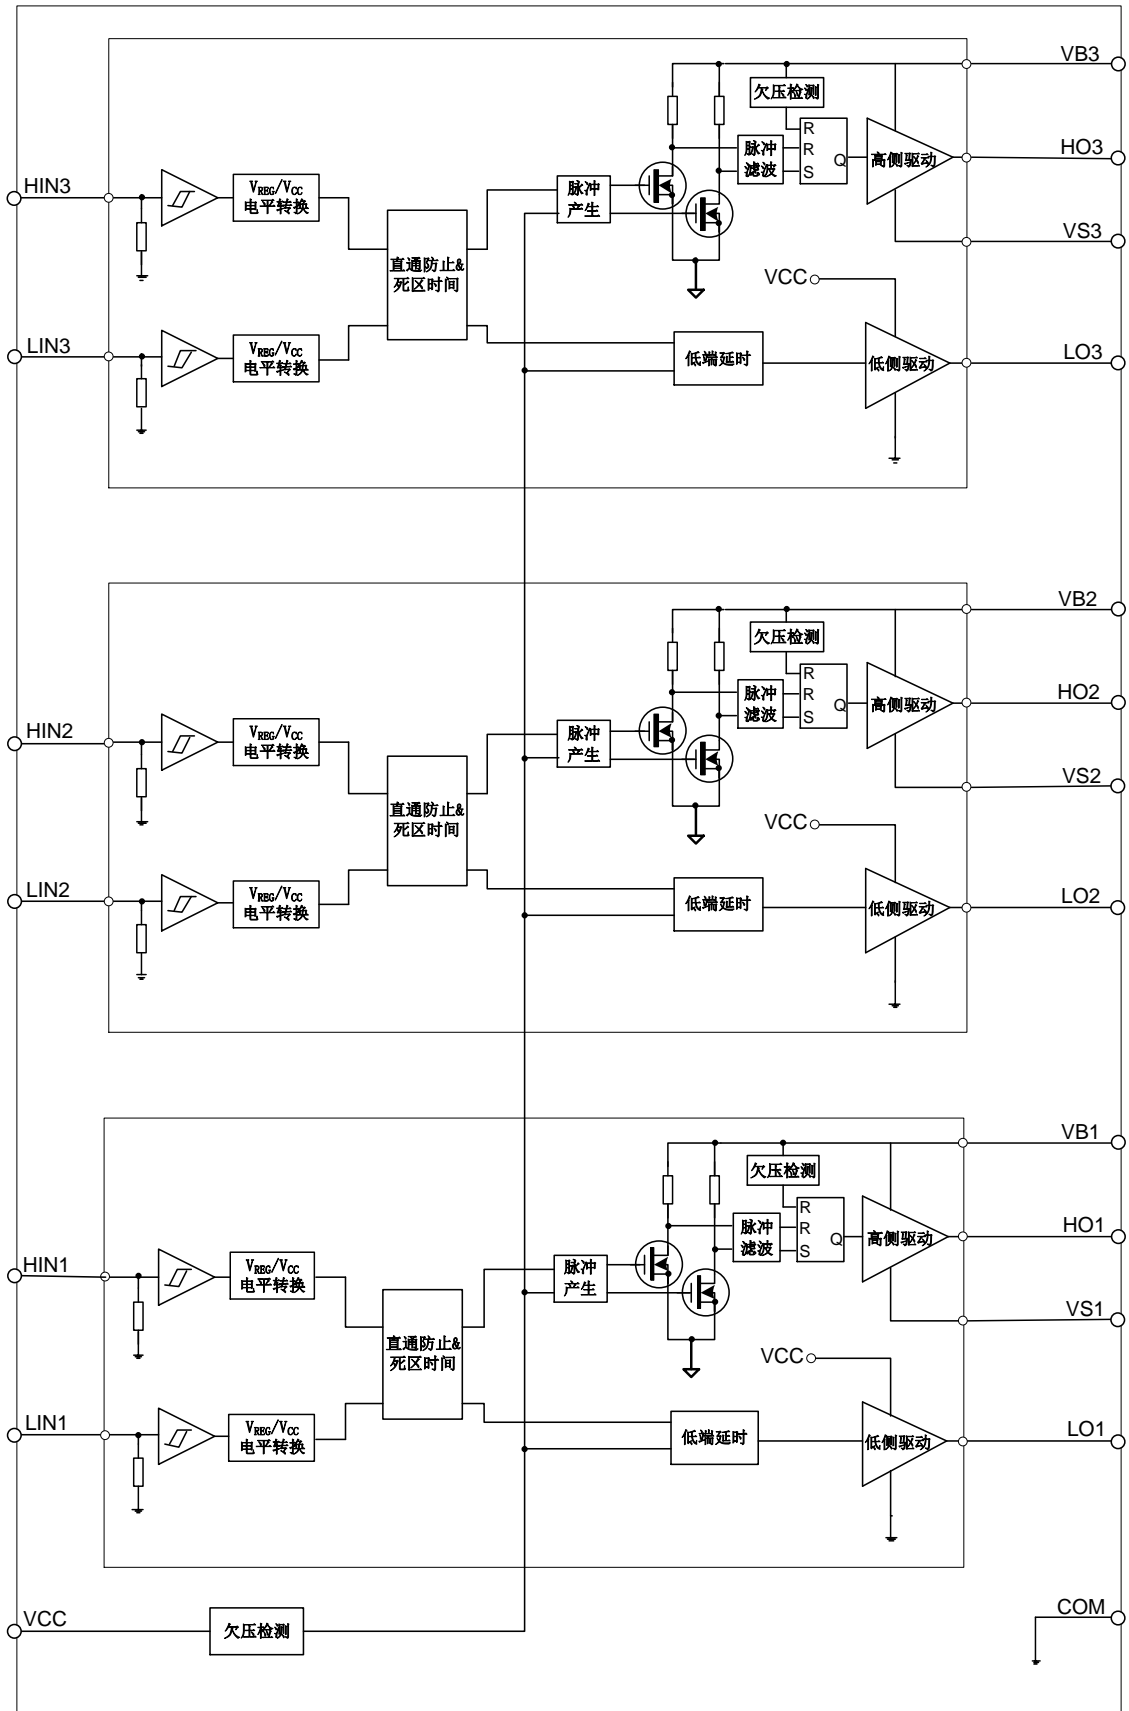 VB3
欠压检测
R
HO3
脉冲
滤波
R
S
Q
高侧驱动
HIN3
VREG/VCC
电平转换
脉冲
产生
VS3
直通防止&
死区时间
VCC
LIN3
VREG/VCC
电平转换
低端延时
低侧驱动
LO3
VB2
欠压检测
R
HO2
脉冲
滤波
R
S
Q
高侧驱动
HIN2
VREG/VCC
电平转换
脉冲
产生
VS2
直通防止&
死区时间
VCC
LIN2
VREG/VCC
电平转换
低端延时
低侧驱动
LO2
VB1
欠压检测
R
HO1
脉冲
滤波
R
S
Q
高侧驱动
HIN1
VREG/VCC
电平转换
脉冲
产生
VS1
直通防止&
死区时间
VCC
LIN1
VREG/VCC
电平转换
低端延时
低侧驱动
LO1
VCC
欠压检测
COM